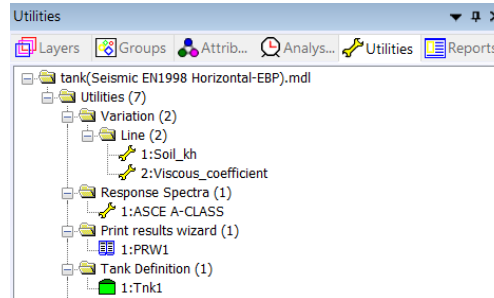 Utilities
Layers Groups Attrib... Analys... Utilities Reports
tank(Seismic EN1998 Horizontal-EBP).mdl
Utilities (7)
Variation (2)
Line (2)
1:Soil_kh
2:Viscous_coefficient
Response Spectra (1)
1:ASCE A-CLASS
Print results wizard (1)
1:PRW1
Tank Definition (1)
1:Tnk1